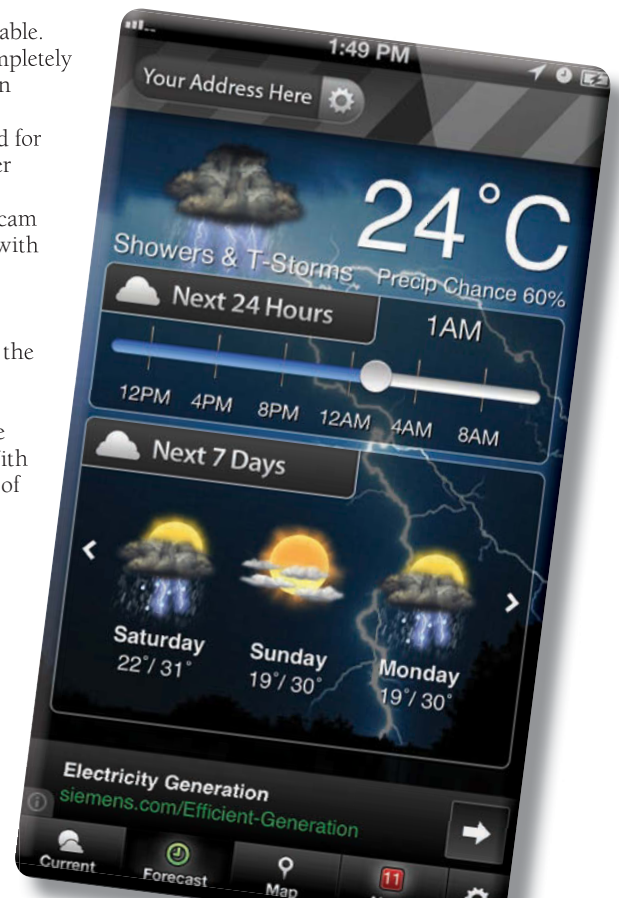 able.
mpletely
n
d for
er
cam
with
the
e
ith
of
1:49 PM
Your Address Here
24°C
Showers & T-Storms
Precip Chance 60%
Next 24 Hours
1AM
12PM 4PM 8PM 12AM 4AM 8AM
Next 7 Days
Saturday Sunday Monday
22°/31° 19°/30° 19°/30°
Electricity Generation
siemens.com/Efficient-Generation
Current Forecast Map 11